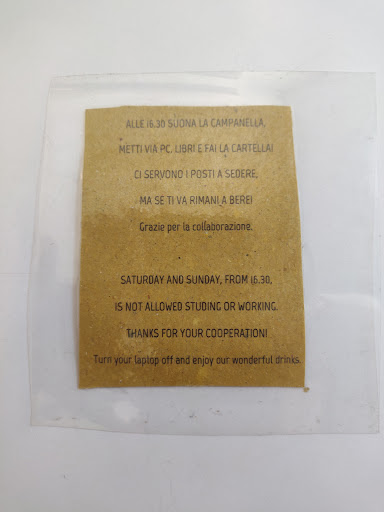 ALLE 16.30 SUONA LA CAMPANELLA,
METTI VIA PC, LIBRI E FAI LA CARTELLA!
CI SERVONO I POSTI A SEDERE,
MA SE TI VA RIMANI A BERE!
Grazie per la collaborazione.
SATURDAY AND SUNDAY, FROM 16.30,
IS NOT ALLOWED STUDING OR WORKING.
THANKS FOR YOUR COOPERATION!
Turn your laptop off and enjoy our wonderful drinks.